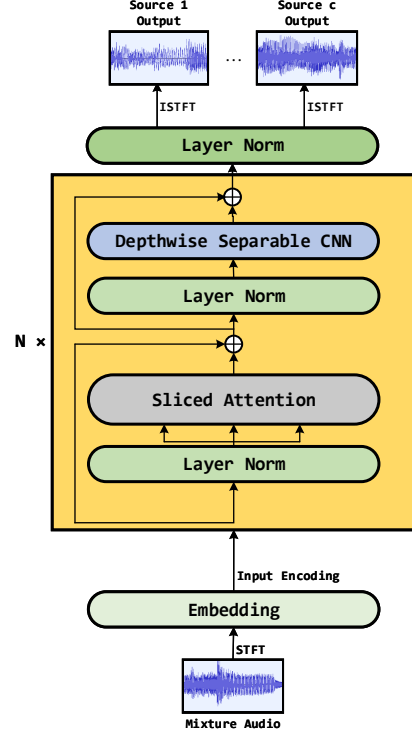 Source 1 Output
Source c Output
...
ISTFT
ISTFT
Layer Norm
Depthwise Separable CNN
Layer Norm
N ×
Sliced Attention
Layer Norm
Input Encoding
Embedding
STFT
Mixture Audio